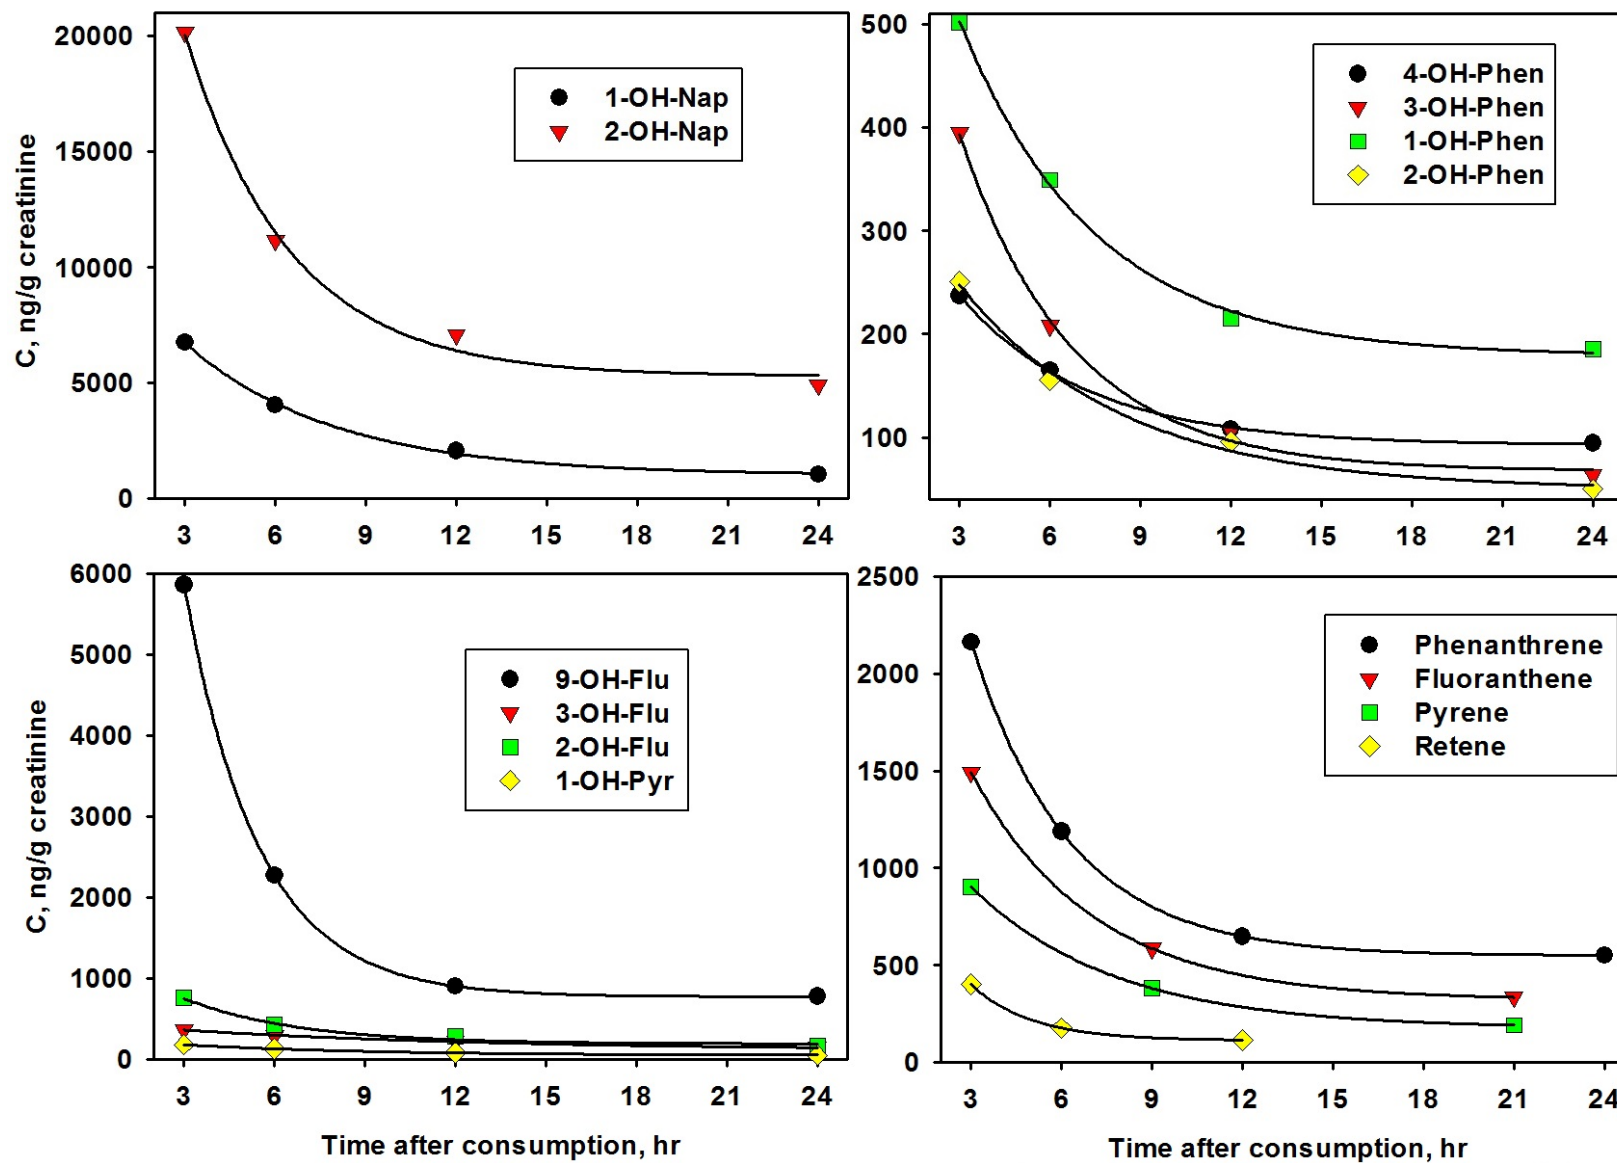 C, ng/g creatinine
20000
15000
10000
5000
0
3 6 9 12 15 18 21 24
1-OH-Nap
2-OH-Nap
500
400
300
200
100
3 6 9 12 15 18 21 24
4-OH-Phen
3-OH-Phen
1-OH-Phen
2-OH-Phen
C, ng/g creatinine
6000
5000
4000
3000
2000
1000
0
3 6 9 12 15 18 21 24
Time after consumption, hr
9-OH-Flu
3-OH-Flu
2-OH-Flu
1-OH-Pyr
2500
2000
1500
1000
500
0
3 6 9 12 15 18 21 24
Time after consumption, hr
Phenanthrene
Fluoranthene
Pyrene
Retene